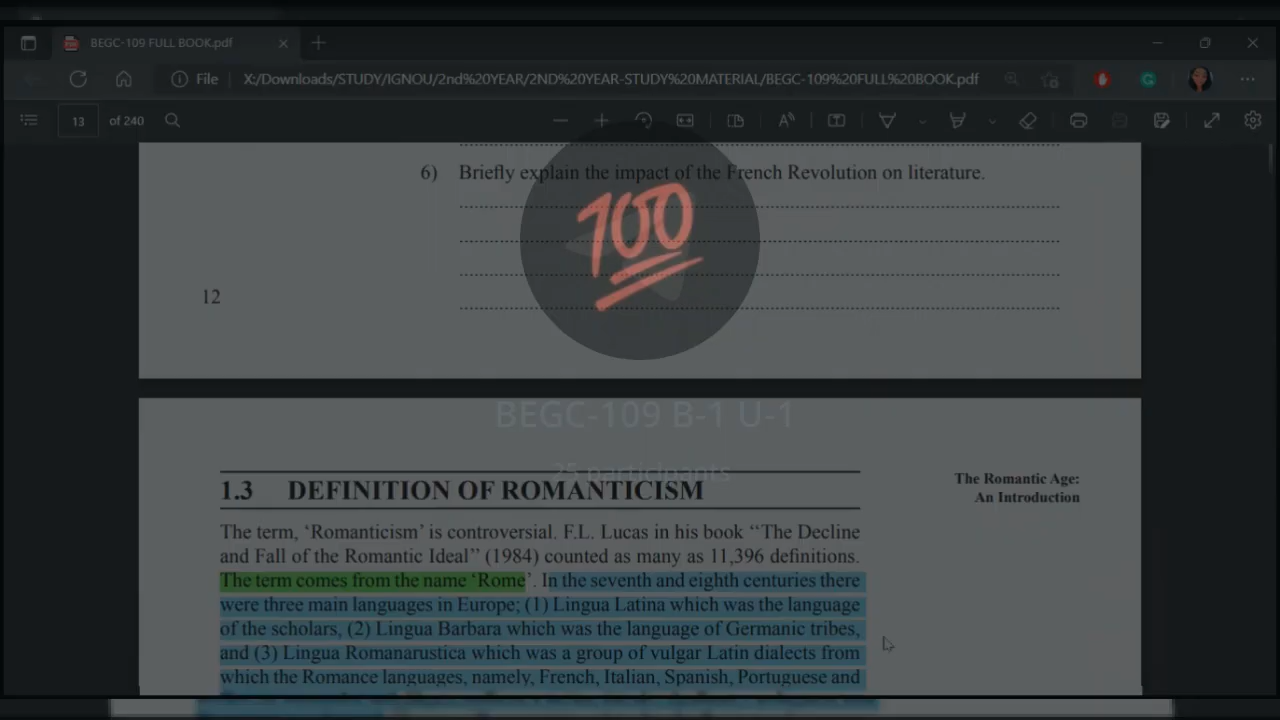 BEGC-109 FULL BOOK.pdf
File X:/Downloads/STUDY/IGNOU/2nd%20YEAR/2ND%20YEAR-STUDY%20MATERIAL/BEGC-109%20FULL%20BOOK.pdf
13 of 240
6) Briefly explain the impact of the French Revolution on literature.
100
12
BEGC-109 B-1 U-1
25 participants
1.3 DEFINITION OF ROMANTICISM
The Romantic Age:
An Introduction
The term, ‘Romanticism’ is controversial. F.L. Lucas in his book “The Decline
and Fall of the Romantic Ideal” (1984) counted as many as 11,396 definitions.
The term comes from the name ‘Rome’. In the seventh and eighth centuries there
were three main languages in Europe; (1) Lingua Latina which was the language
of the scholars, (2) Lingua Barbara which was the language of Germanic tribes,
and (3) Lingua Romanarustica which was a group of vulgar Latin dialects from
which the Romance languages, namely, French, Italian, Spanish, Portuguese and